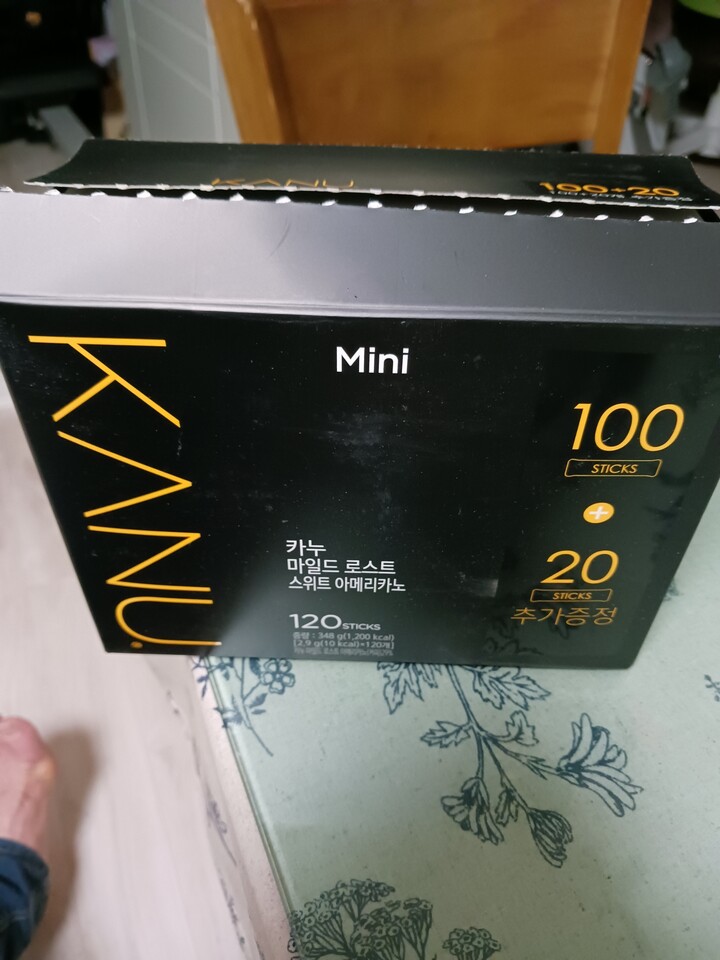 KANU
100+20
KANU.
Mini
100
STICKS
+
20
STICKS
추가증정
카누
마일드 로스트
스위트 아메리카노
120STICKS
중량 : 348 g(1,200 kcal)
[2.9 g(10 kcal)×120개]